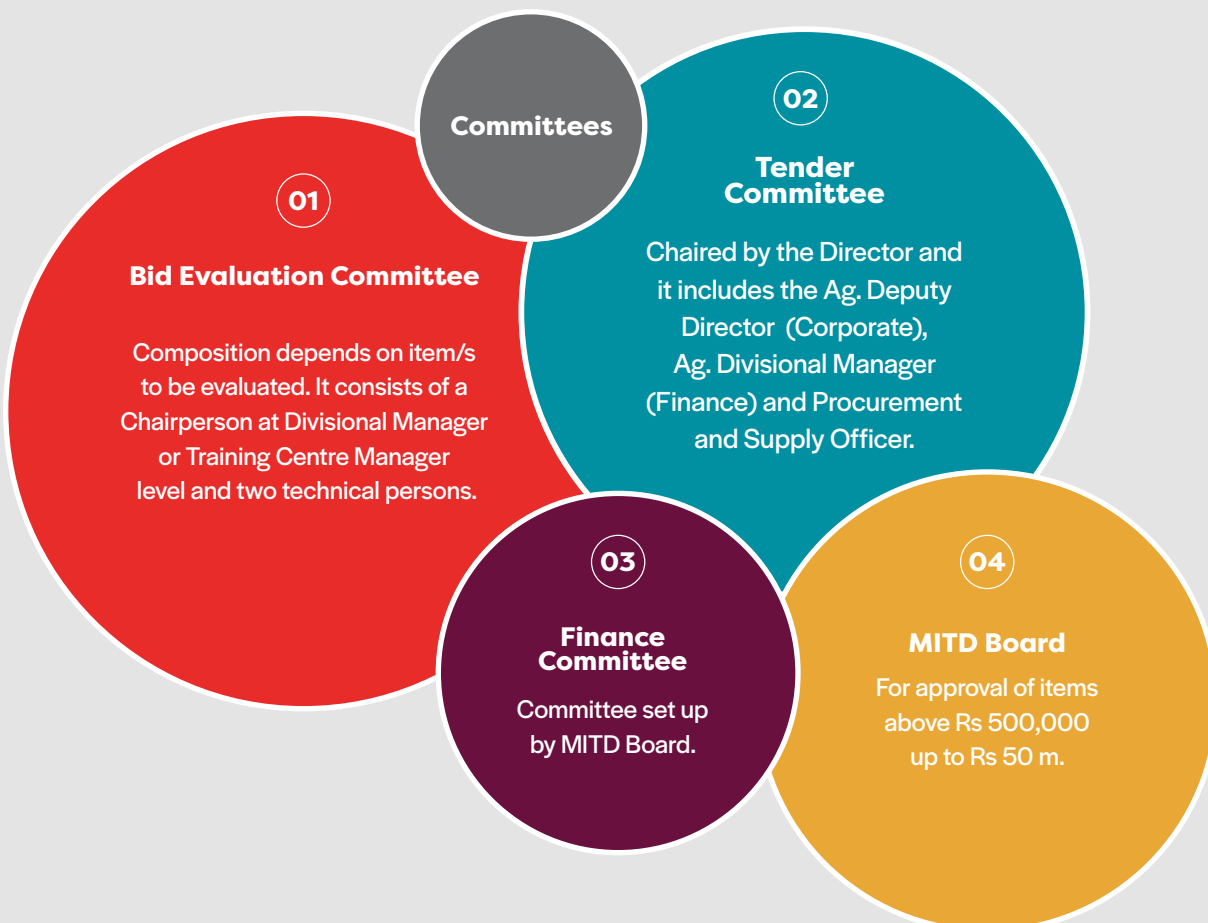 Committees
01
Bid Evaluation Committee
Composition depends on item/s
to be evaluated. It consists of a
Chairperson at Divisional Manager
or Training Centre Manager
level and two technical persons.
02
Tender
Committee
Chaired by the Director and
it includes the Ag. Deputy
Director (Corporate),
Ag. Divisional Manager
(Finance) and Procurement
and Supply Officer.
03
Finance
Committee
Committee set up
by MITD Board.
04
MITD Board
For approval of items
above Rs 500,000
up to Rs 50 m.